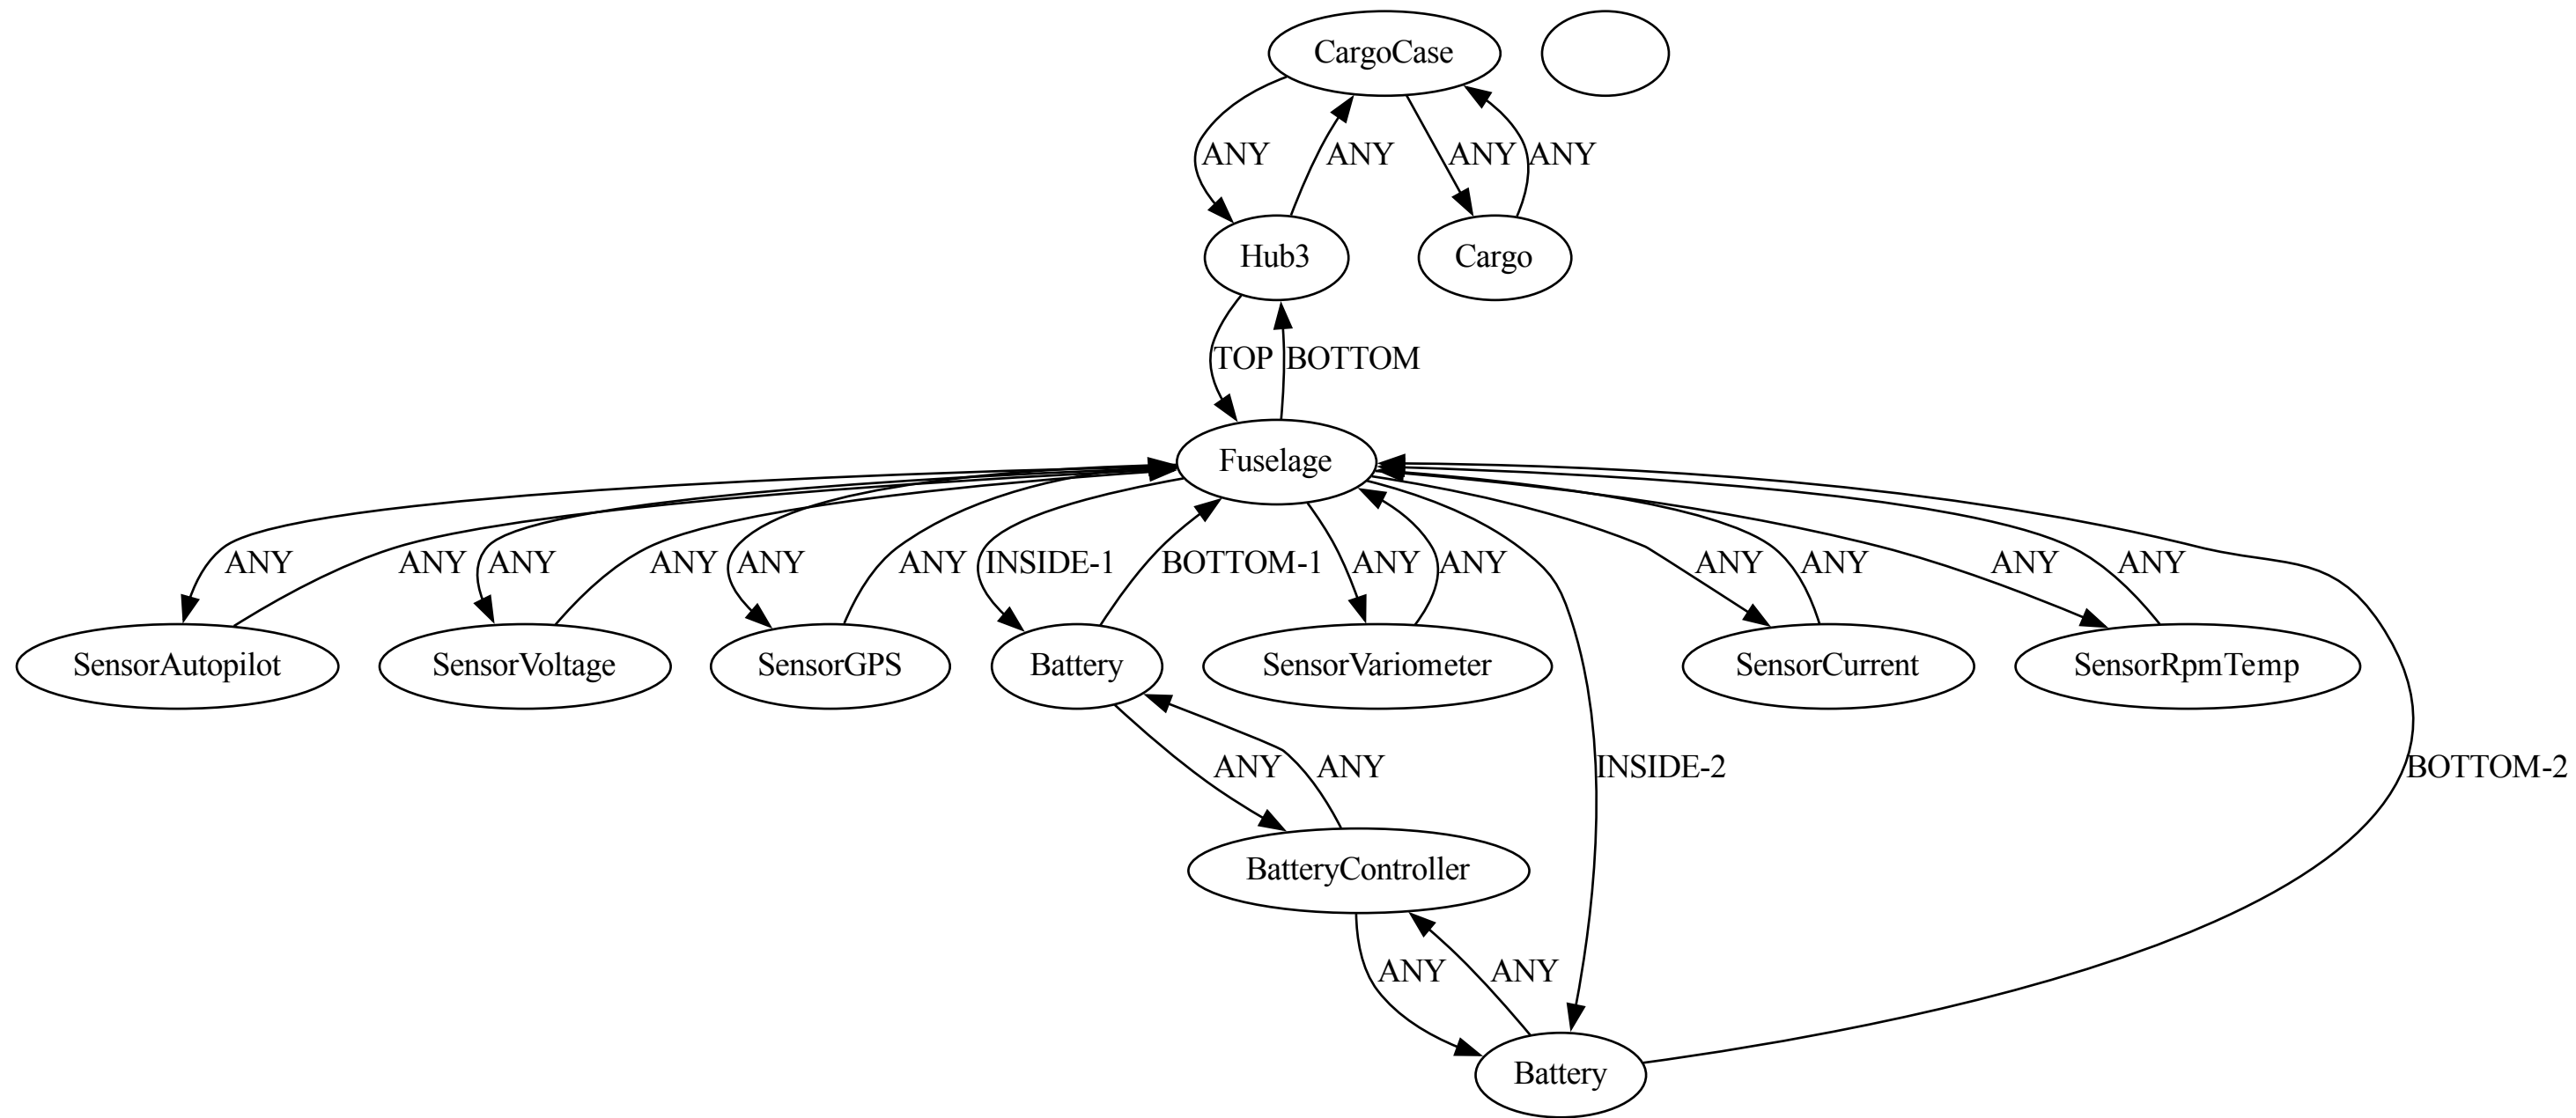 CargoCase
ANY
ANY
ANY
ANY
Hub3
Cargo
TOP
BOTTOM
Fuselage
ANY
ANY
ANY
ANY
ANY
ANY
INSIDE-1
BOTTOM-1
ANY
ANY
ANY
ANY
ANY
ANY
SensorAutopilot
SensorVoltage
SensorGPS
Battery
SensorVariometer
SensorCurrent
SensorRpmTemp
ANY
ANY
INSIDE-2
BOTTOM-2
BatteryController
ANY
ANY
Battery